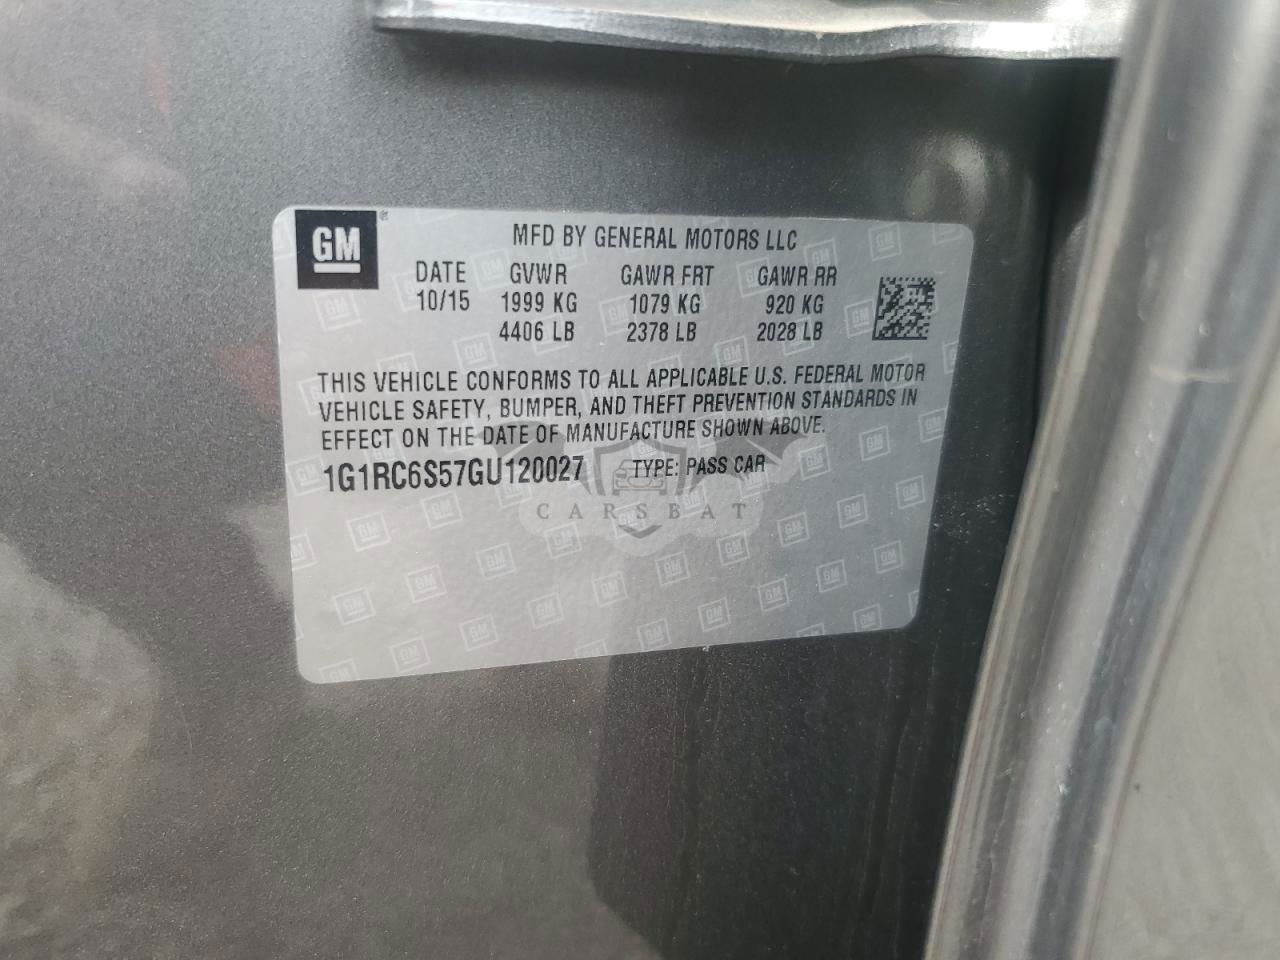 GM
MFD BY GENERAL MOTORS LLC
DATE GVWR GAWR FRT GAWR RR
10/15 1999 KG 1079 KG 920 KG
4406 LB 2378 LB 2028 LB
THIS VEHICLE CONFORMS TO ALL APPLICABLE U.S. FEDERAL MOTOR
VEHICLE SAFETY, BUMPER, AND THEFT PREVENTION STANDARDS IN
EFFECT ON THE DATE OF MANUFACTURE SHOWN ABOVE.
1G1RC6S57GU120027 TYPE: PASS CAR
CARSBAT